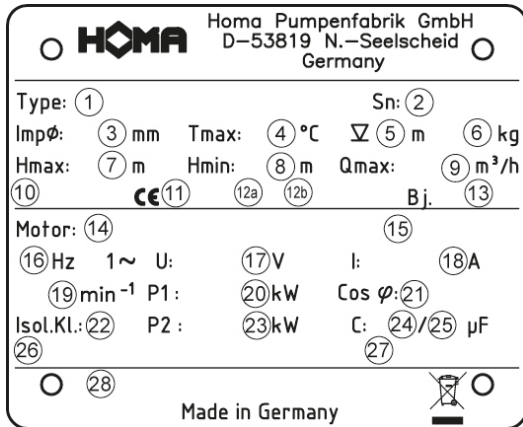 HOMA
Homa Pumpenfabrik GmbH
D-53819 N.-Seelscheid
Germany
Type: 1 Sn: 2
Impø: 3 mm Tmax: 4 °C 5 m 6 kg
Hmax: 7 m Hmin: 8 m Qmax: 9 m³/h
10 CE 11 12a 12b Bj. 13
Motor: 14 15
16 Hz 1~ U: 17 V I: 18 A
19 min⁻¹ P1: 20 kW Cos φ: 21
Isol.Kl.: 22 P2: 23 kW C: 24/25 µF
26 27
28
Made in Germany